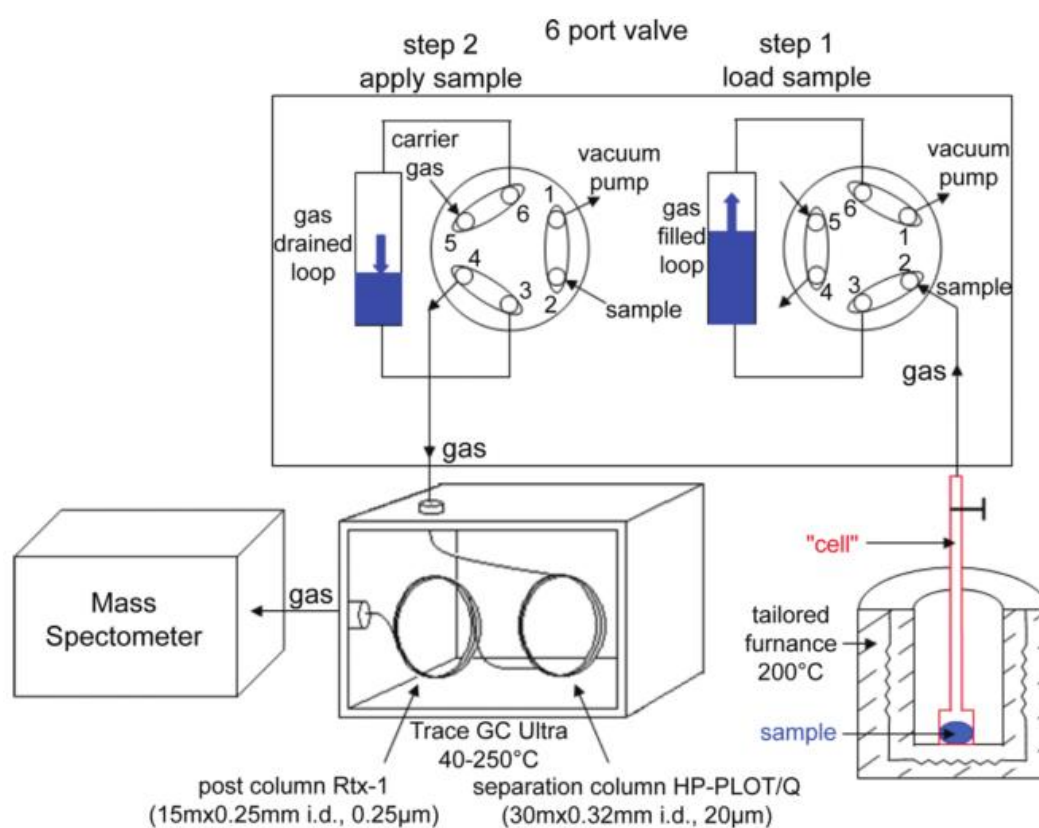 6 port valve
step 2
apply sample
step 1
load sample
carrier
gas
vacuum
pump
1
6
5
4
3
2
gas
drained
loop
sample
vacuum
pump
gas
filled
loop
6
5
1
2
4
3
sample
gas
gas
"cell"
tailored
furnance
200°C
sample
Mass
Spectometer
gas
Trace GC Ultra
40-250°C
post column Rtx-1
(15mx0.25mm i.d., 0.25µm)
separation column HP-PLOT/Q
(30mx0.32mm i.d., 20µm)